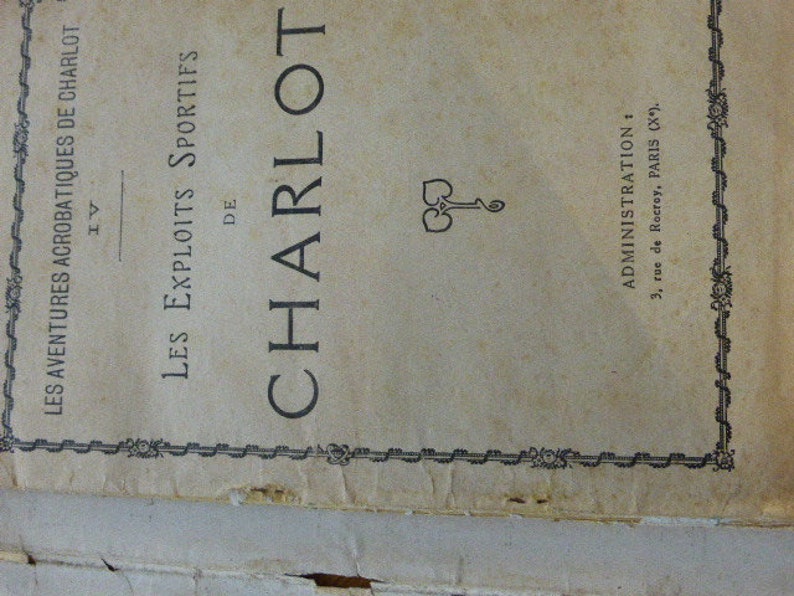 LES AVENTURES ACROBATIQUES DE CHARLOT
IV
LES EXPLOITS SPORTIFS
DE
CHARLOT
ADMINISTRATION :
3, rue de Rocroy, PARIS (Xe).